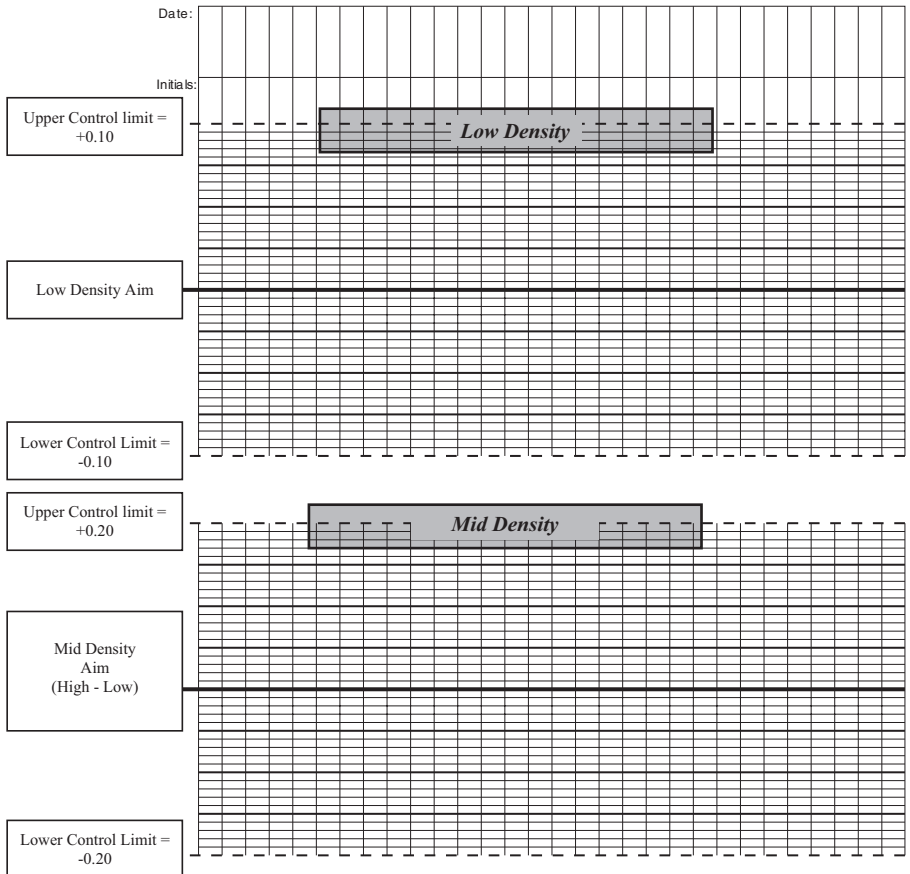 Date:
Initials:
Upper Control limit =
+0.10
Low Density
Low Density Aim
Lower Control Limit =
-0.10
Upper Control limit =
+0.20
Mid Density
Mid Density
Aim
(High - Low)
Lower Control Limit =
-0.20